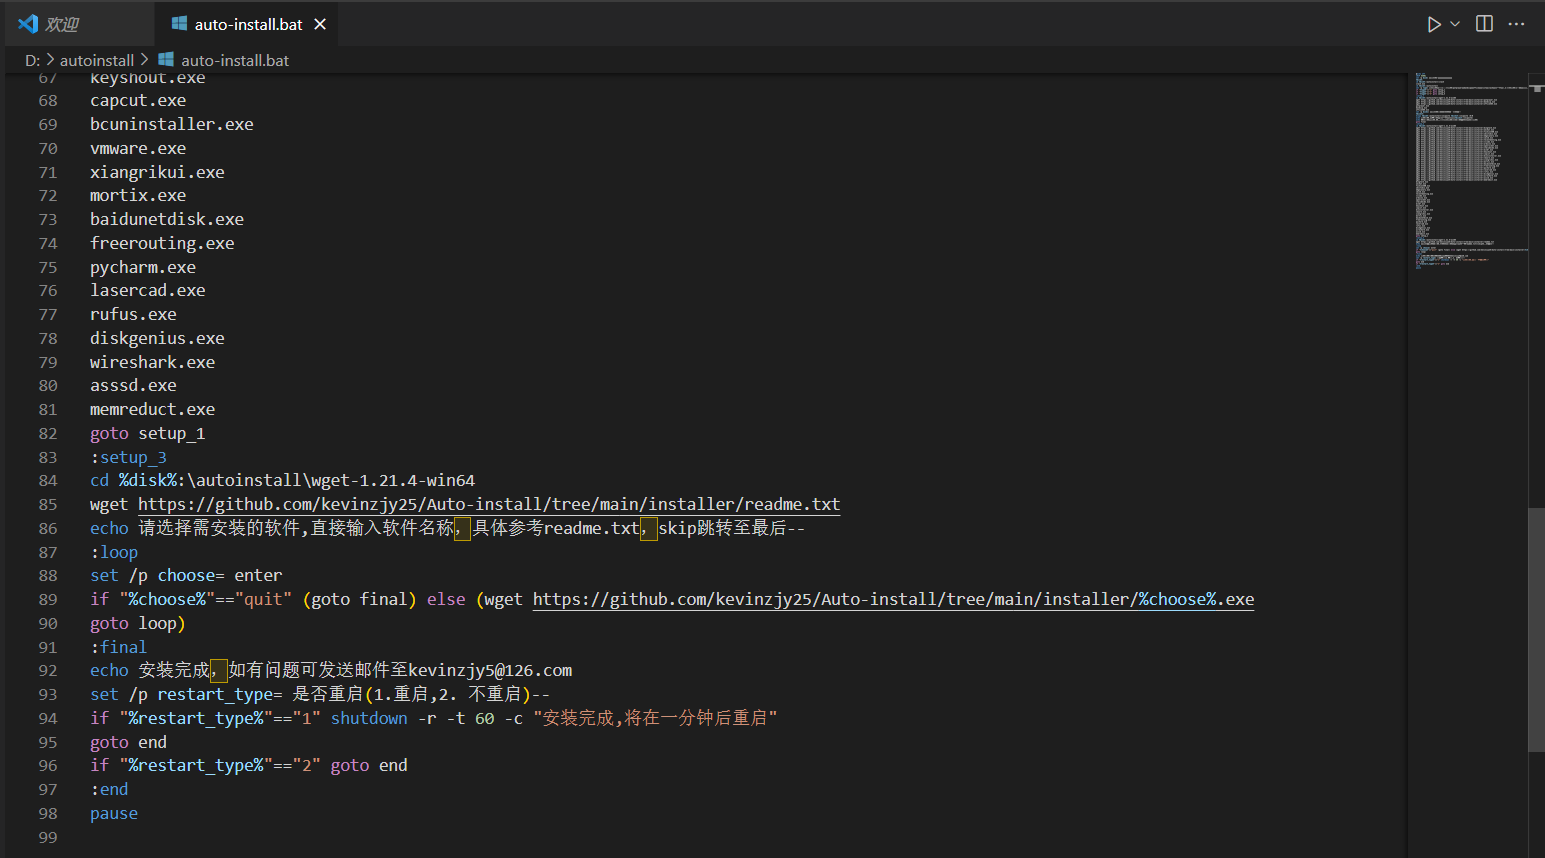 欢迎
auto-install.bat
D: > autoinstall > auto-install.bat
67 keyshout.exe
68 capcut.exe
69 bcuninstaller.exe
70 vmware.exe
71 xiangrikui.exe
72 mortix.exe
73 baidunetdisk.exe
74 freerouting.exe
75 pycharm.exe
76 lasercad.exe
77 rufus.exe
78 diskgenius.exe
79 wireshark.exe
80 asssd.exe
81 memreduct.exe
82 goto setup_1
83 :setup_3
84 cd %disk%:\autoinstall\wget-1.21.4-win64
85 wget https://github.com/kevinzjy25/Auto-install/tree/main/installer/readme.txt
86 echo 请选择需安装的软件,直接输入软件名称，具体参考readme.txt，skip跳转至最后--
87 :loop
88 set /p choose= enter
89 if "%choose%"=="quit" (goto final) else (wget https://github.com/kevinzjy25/Auto-install/tree/main/installer/%choose%.exe
90 goto loop)
91 :final
92 echo 安装完成，如有问题可发送邮件至kevinzjy5@126.com
93 set /p restart_type= 是否重启(1.重启,2. 不重启)--
94 if "%restart_type%"=="1" shutdown -r -t 60 -c "安装完成,将在一分钟后重启"
95 goto end
96 if "%restart_type%"=="2" goto end
97 :end
98 pause
99